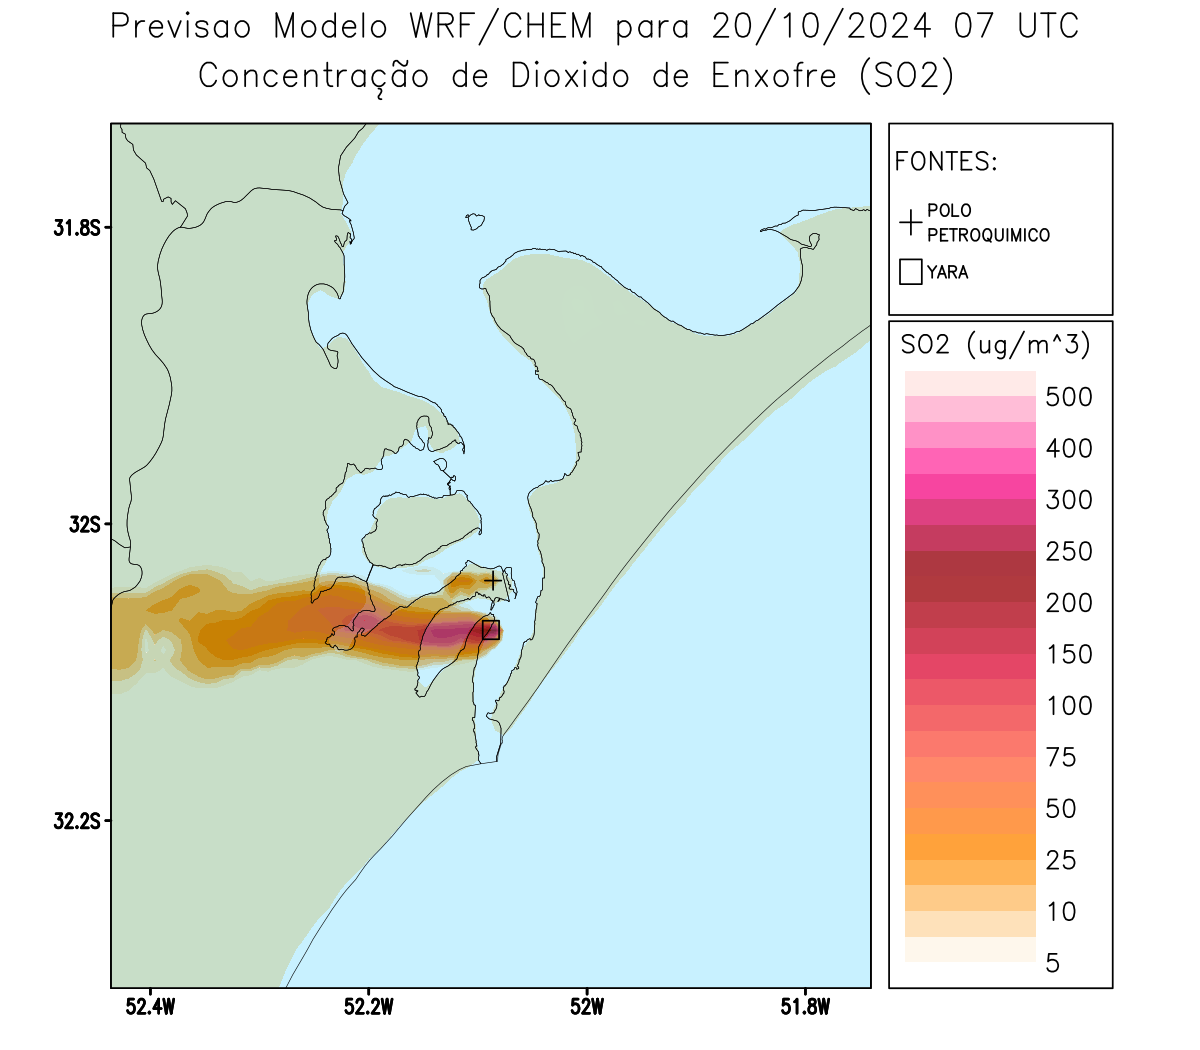 Previsao Modelo WRF/CHEM para 20/10/2024 07 UTC
Concentração de Dioxido de Enxofre (SO2)
FONTES:
POLO
PETROQUIMICO
YARA
SO2 (ug/m^3)
500
400
300
250
200
150
100
75
50
25
10
5
31.8S
32S
32.2S
52.4W
52.2W
52W
51.8W